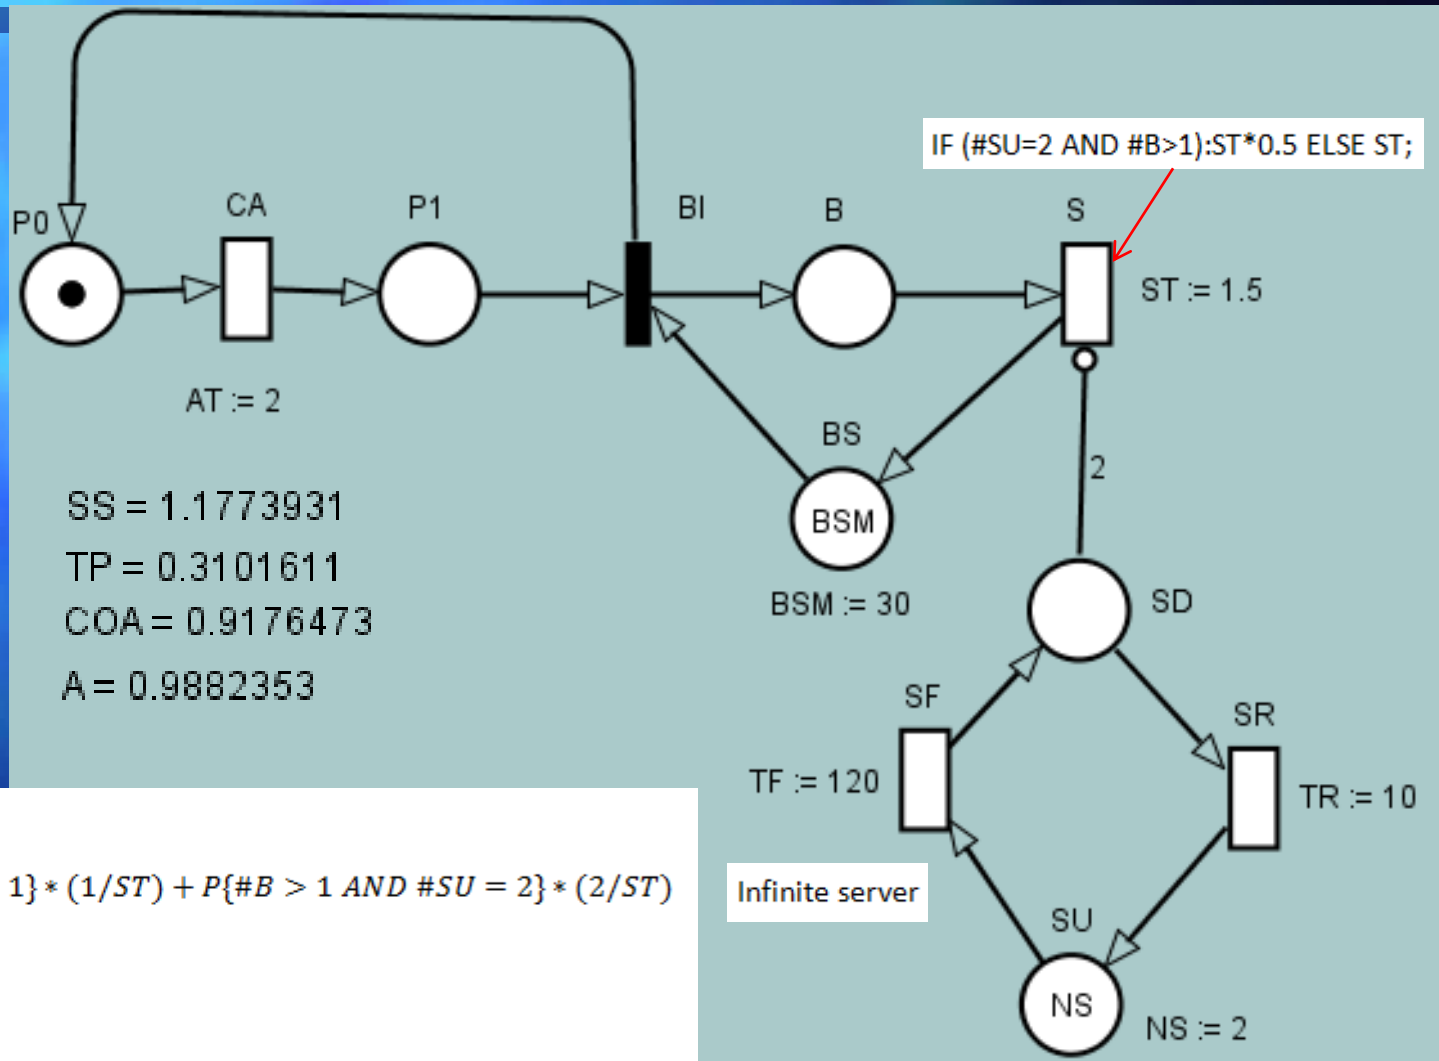 IF (#SU=2 AND #B>1):ST*0.5 ELSE ST;
P0
CA
P1
BI
B
S
ST := 1.5
AT := 2
BS
BSM
BSM := 30
2
SS = 1.1773931
TP = 0.3101611
COA = 0.9176473
A = 0.9882353
SD
SF
SR
TF := 120
TR := 10
1} * (1/ST) + P{#B > 1 AND #SU = 2} * (2/ST)
Infinite server
SU
NS
NS := 2